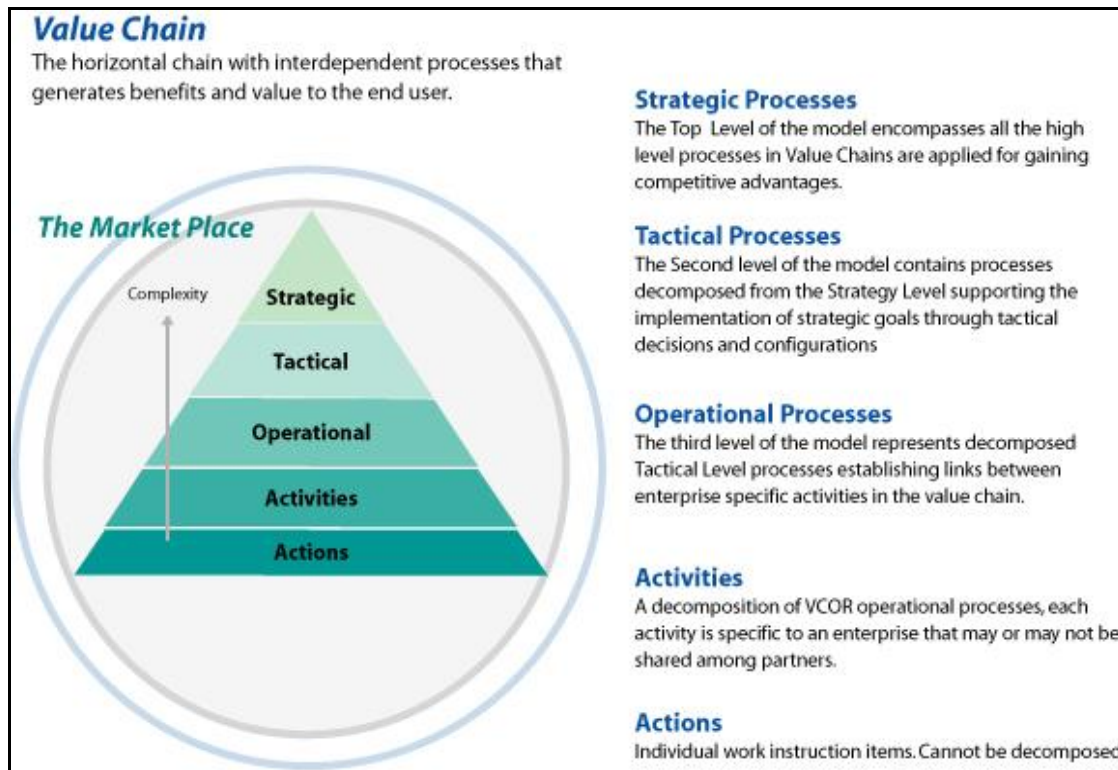 Value Chain
The horizontal chain with interdependent processes that
generates benefits and value to the end user.
The Market Place
Complexity
Strategic
Tactical
Operational
Activities
Actions
Strategic Processes
The Top Level of the model encompasses all the high
level processes in Value Chains are applied for gaining
competitive advantages.
Tactical Processes
The Second level of the model contains processes
decomposed from the Strategy Level supporting the
implementation of strategic goals through tactical
decisions and configurations
Operational Processes
The third level of the model represents decomposed
Tactical Level processes establishing links between
enterprise specific activities in the value chain.
Activities
A decomposition of VCOR operational processes, each
activity is specific to an enterprise that may or may not be
shared among partners.
Actions
Individual work instruction items. Cannot be decomposed